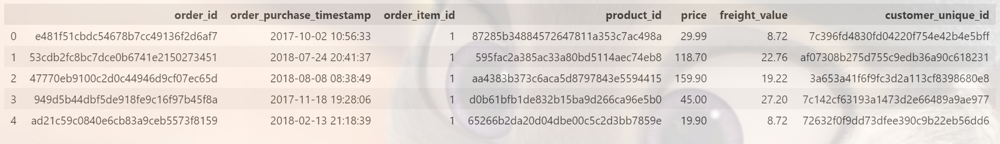 order_id order_purchase_timestamp order_item_id product_id price freight_value customer_unique_id
0 e481f51cbdc54678b7cc49136f2d6af7 2017-10-02 10:56:33 1 87285b34884572647811a353c7ac498a 29.99 8.72 7c396fd4830fd04220f754e42b4e5bff
1 53cdb2fc8bc7dce0b6741e2150273451 2018-07-24 20:41:37 1 595fac2a385ac33a80bd5114aec74eb8 118.70 22.76 af07308b275d755c9edb36a90c618231
2 47770eb9100c2d0c44946d9cf07ec65d 2018-08-08 08:38:49 1 aa4383b373c6aca5d8797843e5594415 159.90 19.22 3a653a41f6f9fc3d2a113cf8398680e8
3 949d5b44dbf5de918fe9c16f97b45f8a 2017-11-18 19:28:06 1 d0b61bfb1de832b15ba9d266ca96e5b0 45.00 27.20 7c142cf63193a1473d2e66489a9ae977
4 ad21c59c0840e6cb83a9ceb5573f8159 2018-02-13 21:18:39 1 65266b2da20d04dbe00c5c2d3bb7859e 19.90 8.72 72632f0f9dd73dfee390c9b22eb56dd6